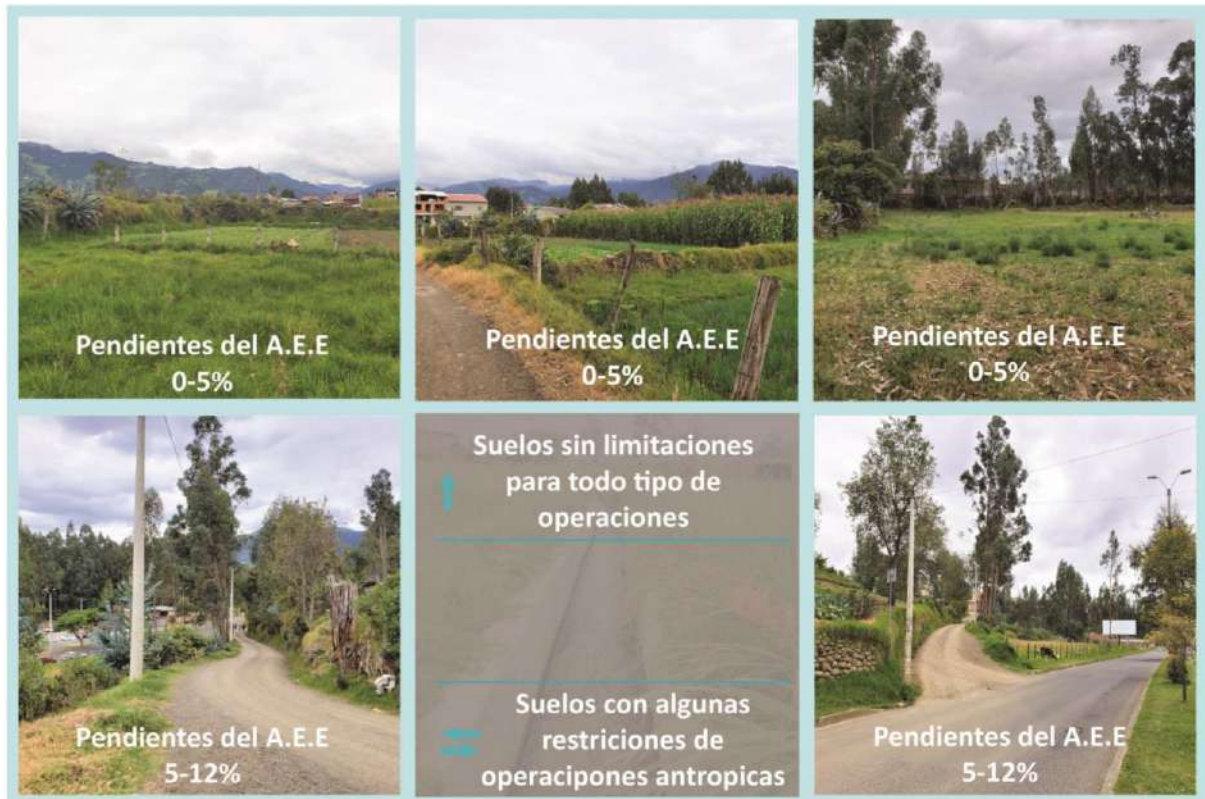 Pendientes del A.E.E
0-5%
Pendientes del A.E.E
0-5%
Pendientes del A.E.E
0-5%
Pendientes del A.E.E
5-12%
Suelos sin limitaciones
para todo tipo de
operaciones
Suelos con algunas
restriciones de
operacipones antropicas
Pendientes del A.E.E
5-12%